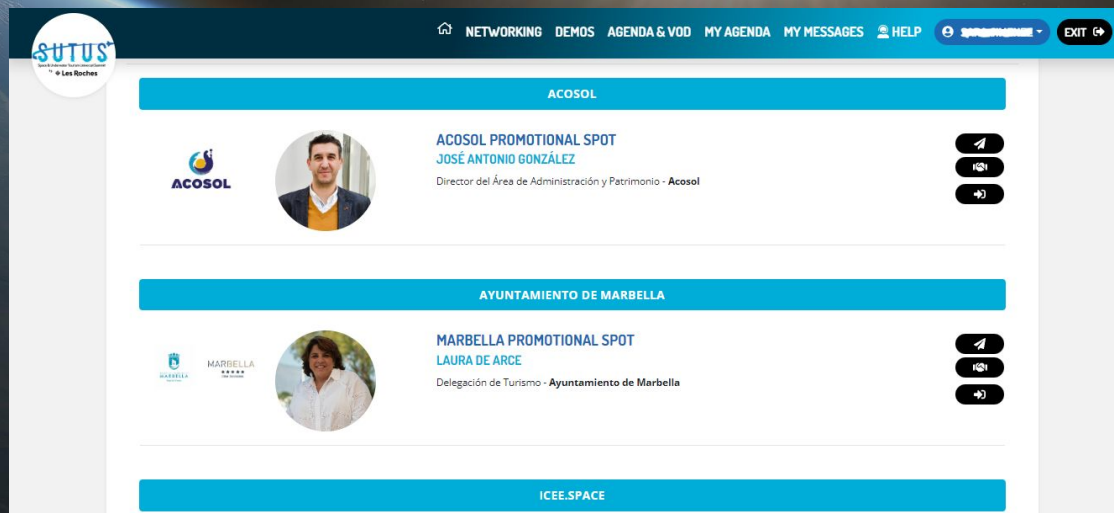 NETWORKING DEMOS AGENDA & VOD MY AGENDA MY MESSAGES HELP EXIT
SUTUS
Les Roches
ACOSOL
ACOSOL PROMOTIONAL SPOT
JOSÉ ANTONIO GONZÁLEZ
Director del Área de Administración y Patrimonio - Acosol
ACOSOL
AYUNTAMIENTO DE MARBELLA
MARBELLA PROMOTIONAL SPOT
LAURA DE ARCE
Delegación de Turismo - Ayuntamiento de Marbella
MARBELLA
MARBELLA
ICEE.SPACE